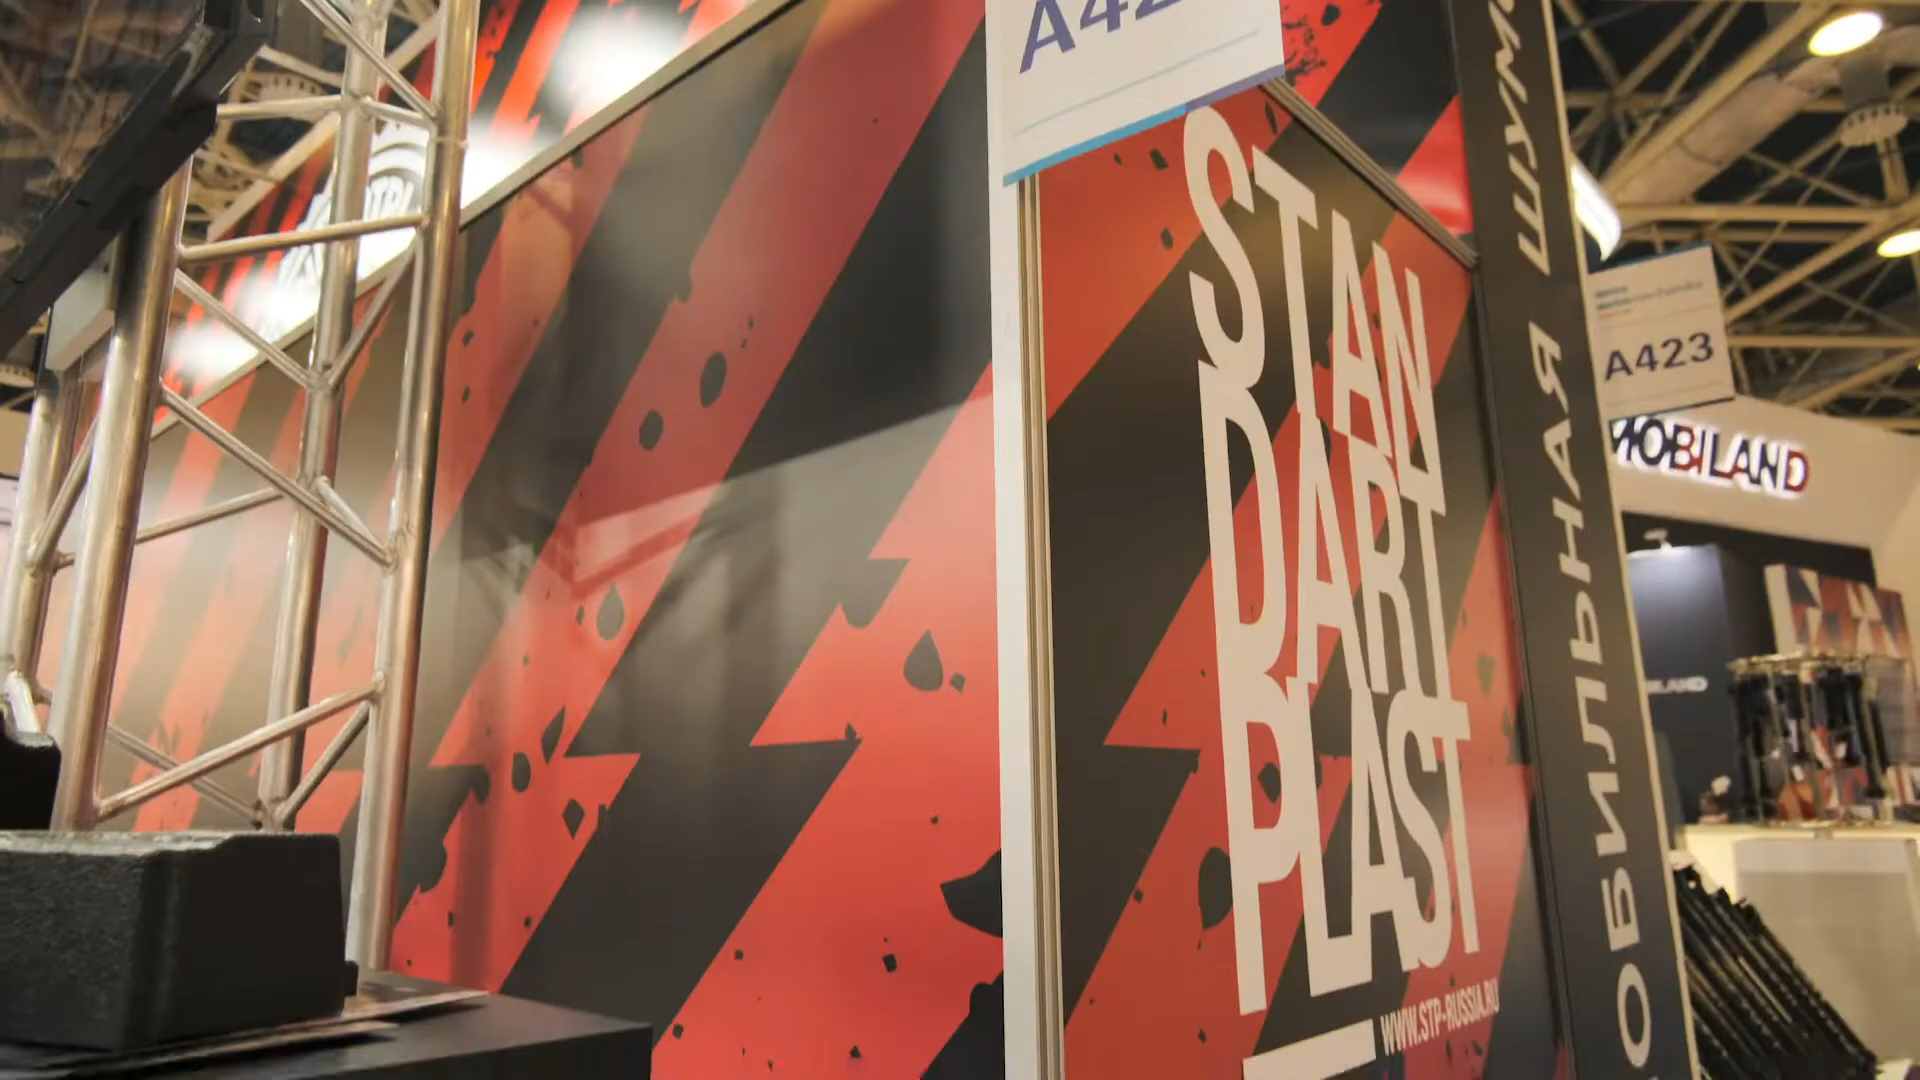 A42
STAN
DART
PLAST
WWW.STP-RUSSIA.RU
ОБИЛЬНАЯ ШУМ
A423
MOBILAND